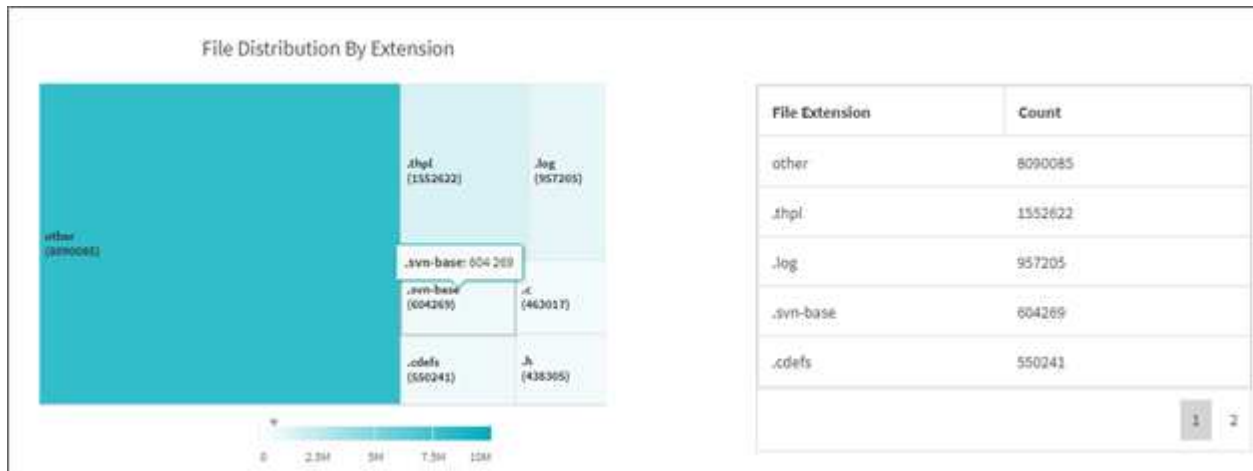 File Distribution By Extension
other
(8090085)
.thpl
(1552622)
.log
(957205)
.svn-base: 604 269
.svn-base
(604269)
.c
(463017)
.cdefs
(550241)
.h
(438305)
0 2.5M 5M 7.5M 10M
File Extension Count
other 8090085
.thpl 1552622
.log 957205
.svn-base 604269
.cdefs 550241
1 2